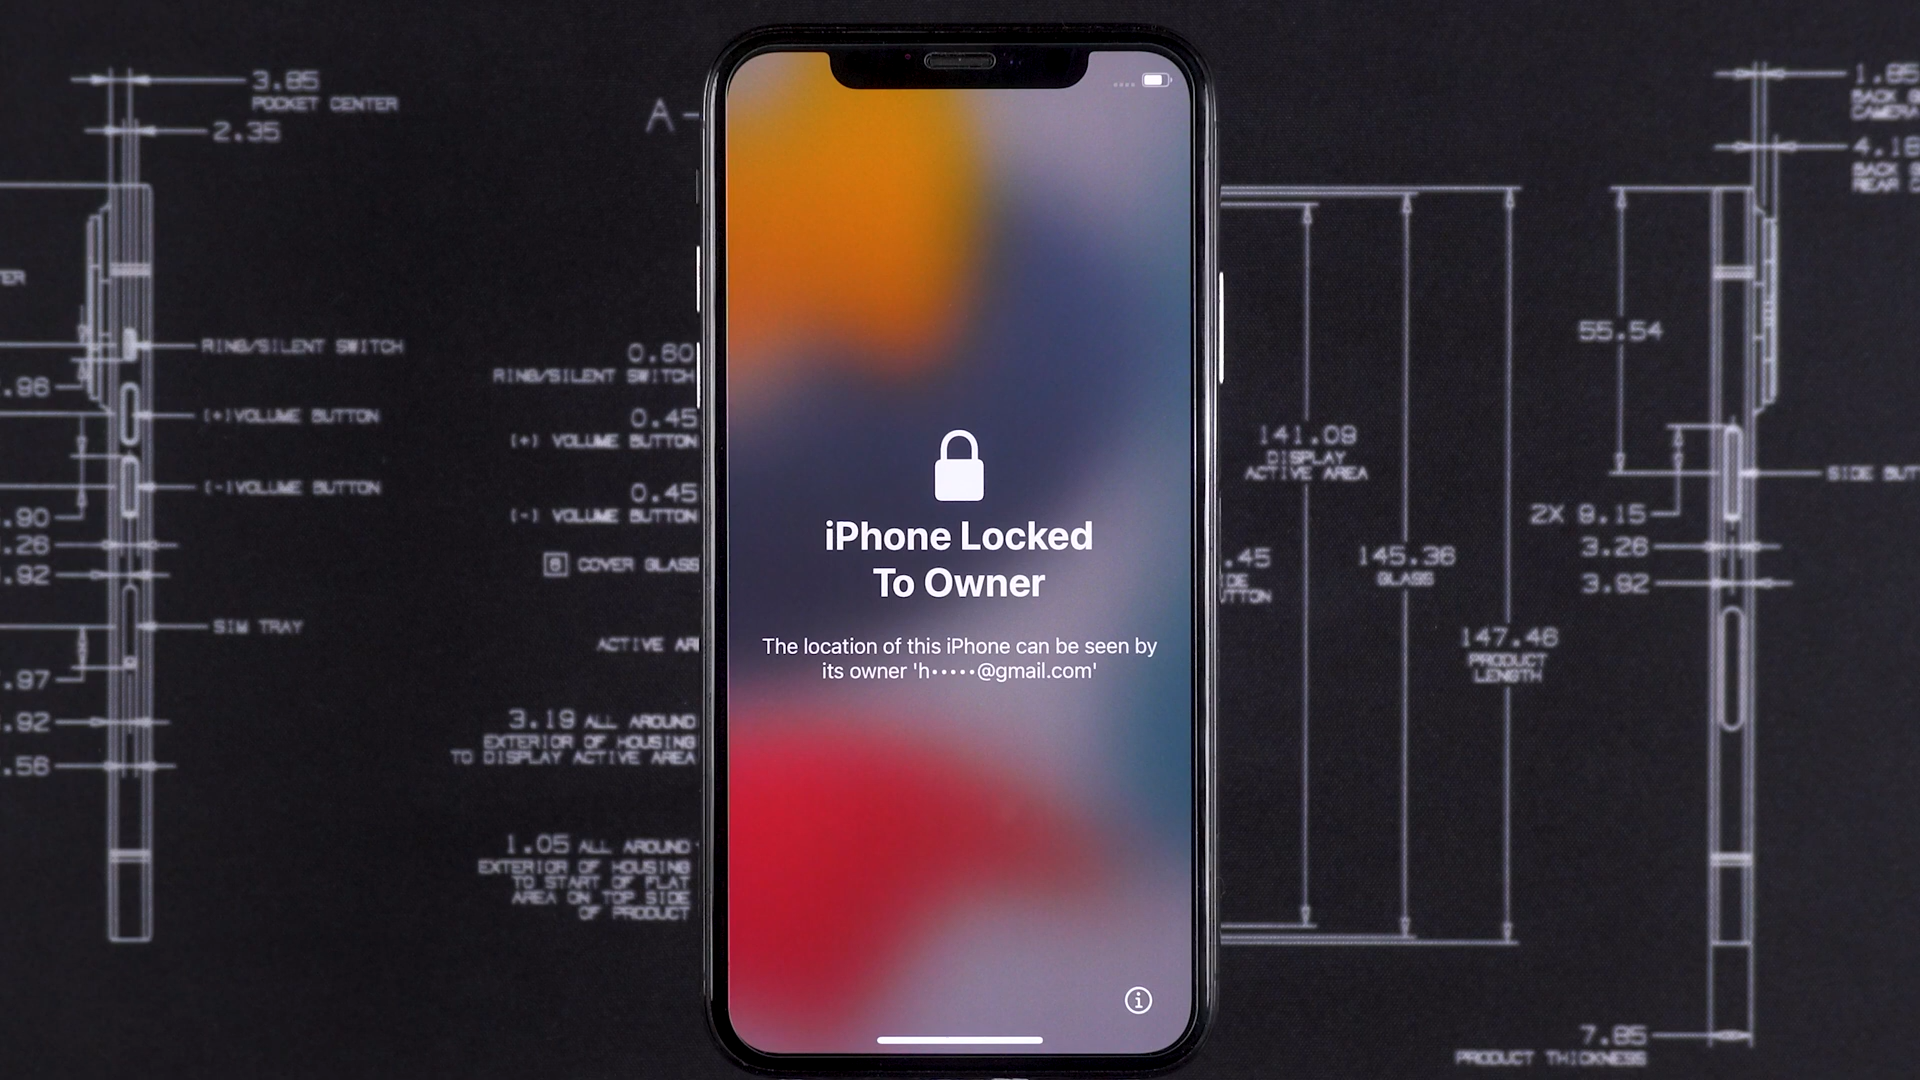 3.85
POCKET CENTER
2.35
RING/SILENT SWITCH
(+)VOLUME BUTTON
(-)VOLUME BUTTON
SIM TRAY
A
0.60
RING/SILENT SWITCH
0.45
(+) VOLUME BUTTON
0.45
(-) VOLUME BUTTON
B COVER GLASS
3.19 ALL AROUND
EXTERIOR OF HOUSING
TO DISPLAY ACTIVE AREA
1.05 ALL AROUND
EXTERIOR OF HOUSING
TO START OF FLAT
AREA ON TOP SIDE
OF PRODUCT
iPhone Locked
To Owner
The location of this iPhone can be seen by
its owner 'h•••••@gmail.com'
141.09
DISPLAY
ACTIVE AREA
145.36
GLASS
147.46
PRODUCT
LENGTH
55.54
2X 9.15
3.26
3.92
SIDE
7.85
PRODUCT THICKNESS